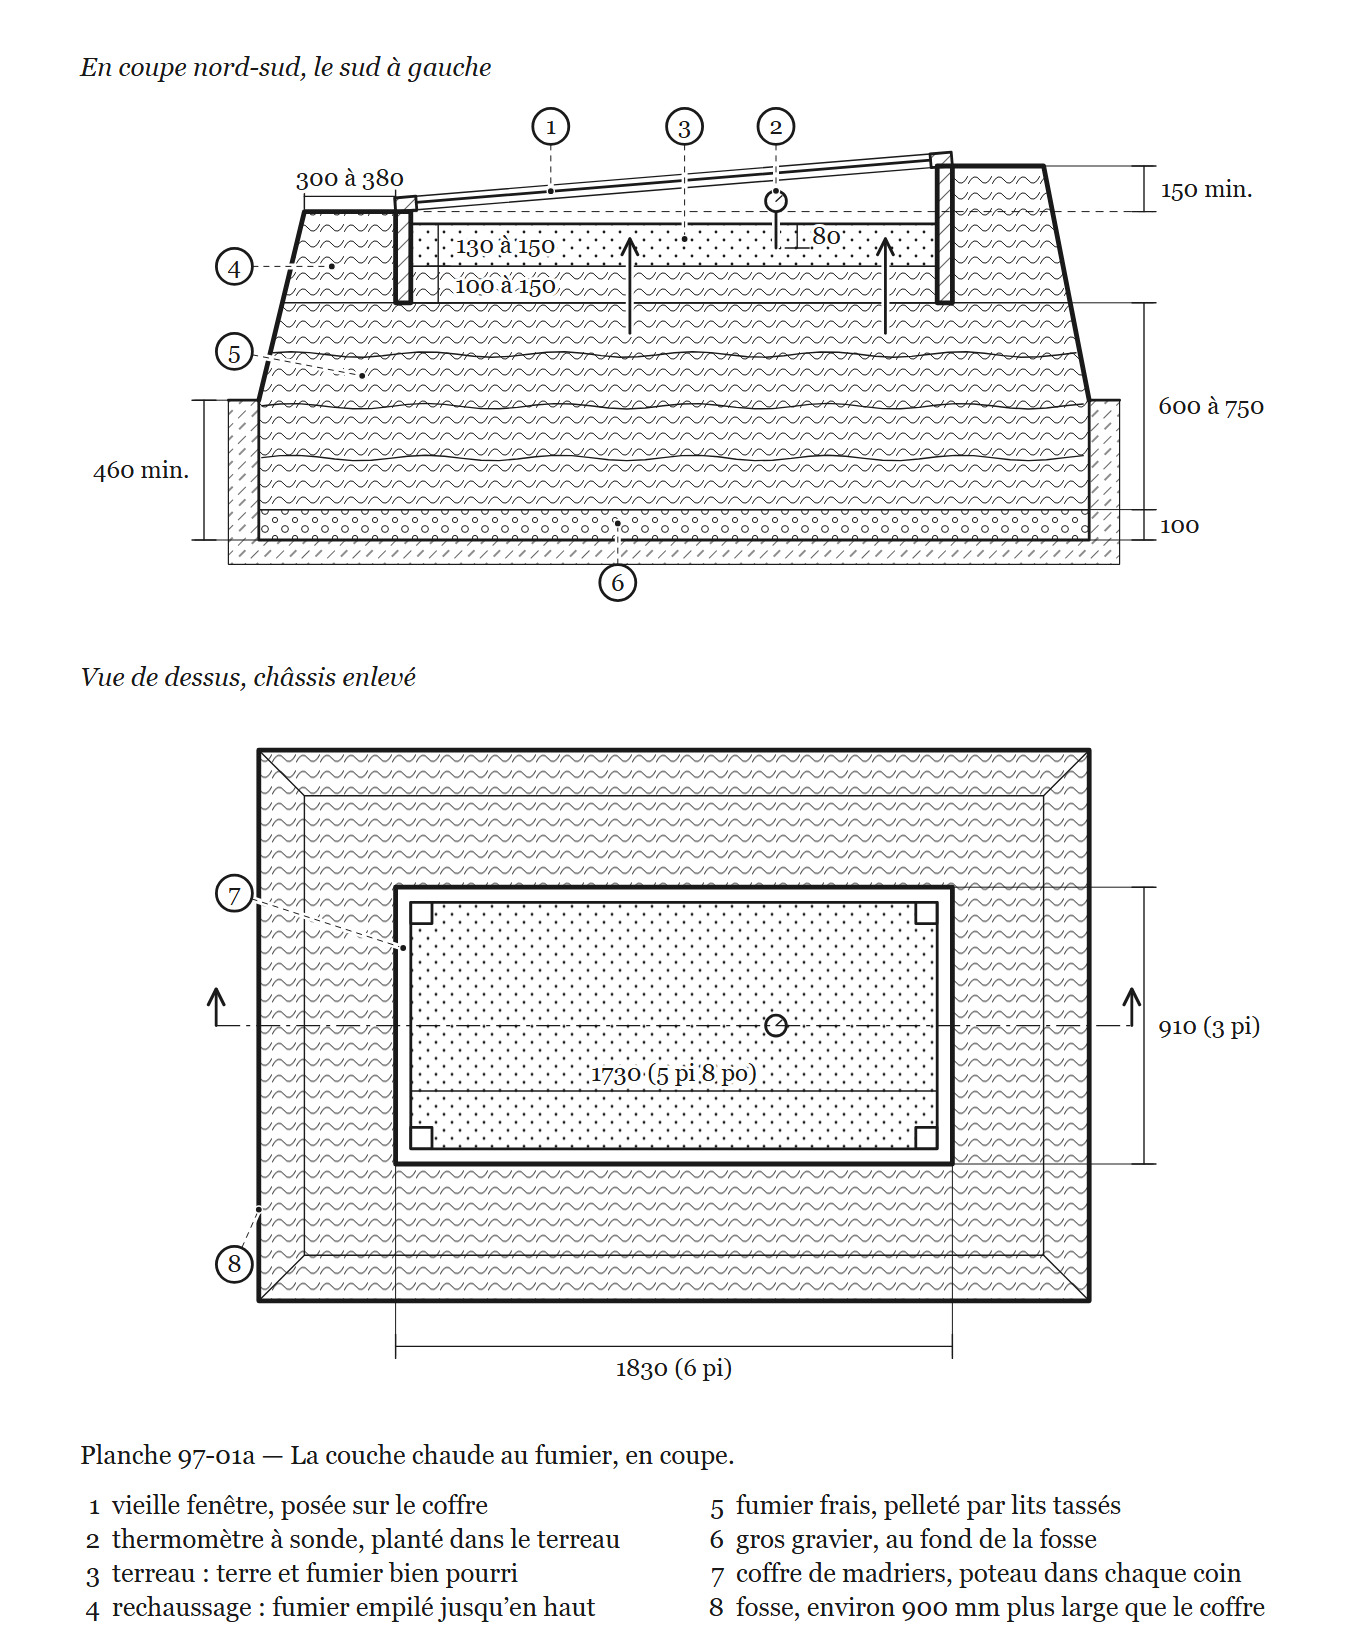 En coupe nord-sud, le sud à gauche
1
3
2
300 à 380
150 min.
130 à 150
80
4
100 à 150
5
600 à 750
460 min.
100
6
Vue de dessus, châssis enlevé
7
910 (3 pi)
1730 (5 pi 8 po)
8
1830 (6 pi)
Planche 97-01a — La couche chaude au fumier, en coupe.
1 vieille fenêtre, posée sur le coffre
2 thermomètre à sonde, planté dans le terreau
3 terreau : terre et fumier bien pourri
4 rechaussage : fumier empilé jusqu’en haut
5 fumier frais, pelleté par lits tassés
6 gros gravier, au fond de la fosse
7 coffre de madriers, poteau dans chaque coin
8 fosse, environ 900 mm plus large que le coffre